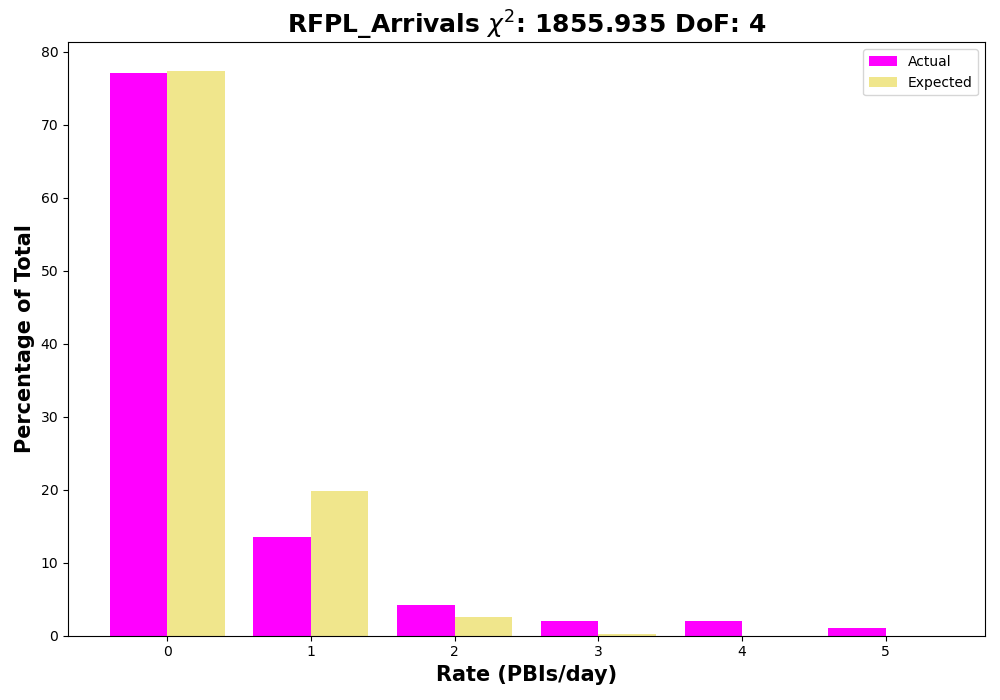 RFPL_Arrivals χ²: 1855.935 DoF: 4
Actual
Expected
Percentage of Total
80
70
60
50
40
30
20
10
0
0 1 2 3 4 5
Rate (PBIs/day)